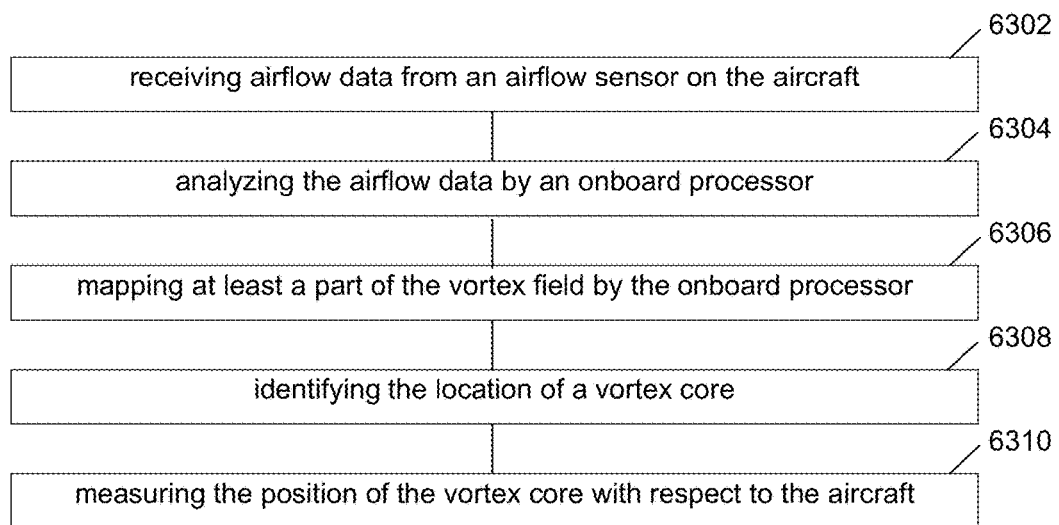 6302
receiving airflow data from an airflow sensor on the aircraft
6304
analyzing the airflow data by an onboard processor
6306
mapping at least a part of the vortex field by the onboard processor
6308
identifying the location of a vortex core
6310
measuring the position of the vortex core with respect to the aircraft